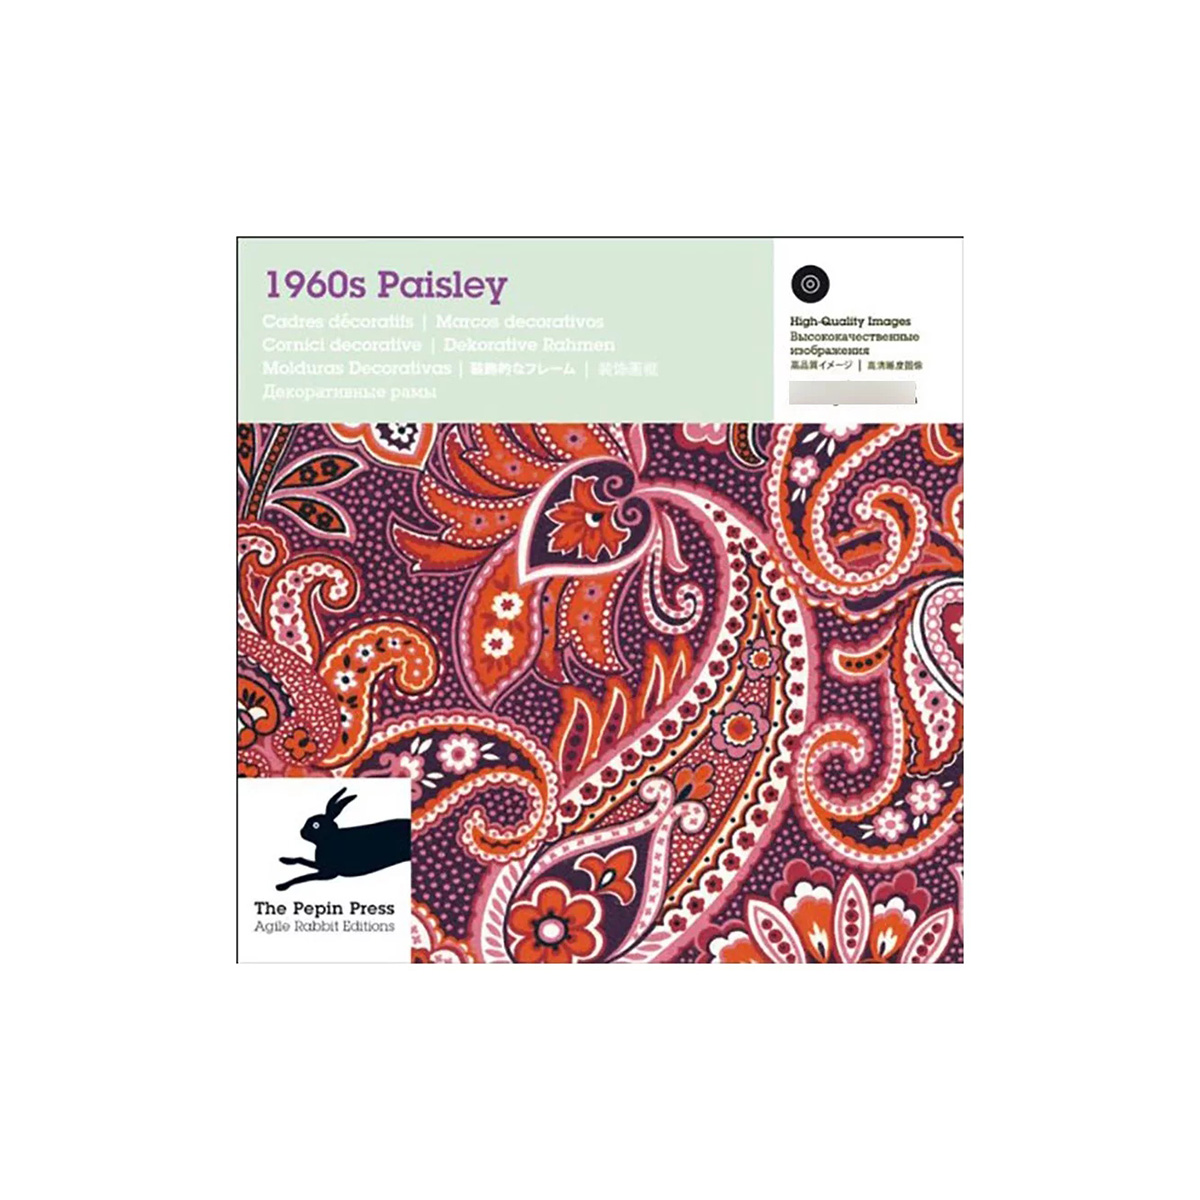 1960s Paisley
Cadres décoratifs | Marcos decorativos
Cornici decorative | Dekorative Rahmen
Molduras Decorativas | 装飾的なフレーム | 装饰画框
Декоративные рамы
High-Quality Images
Высококачественные
изображения
高品質イメージ | 高清晰度图像
The Pepin Press
Agile Rabbit Editions